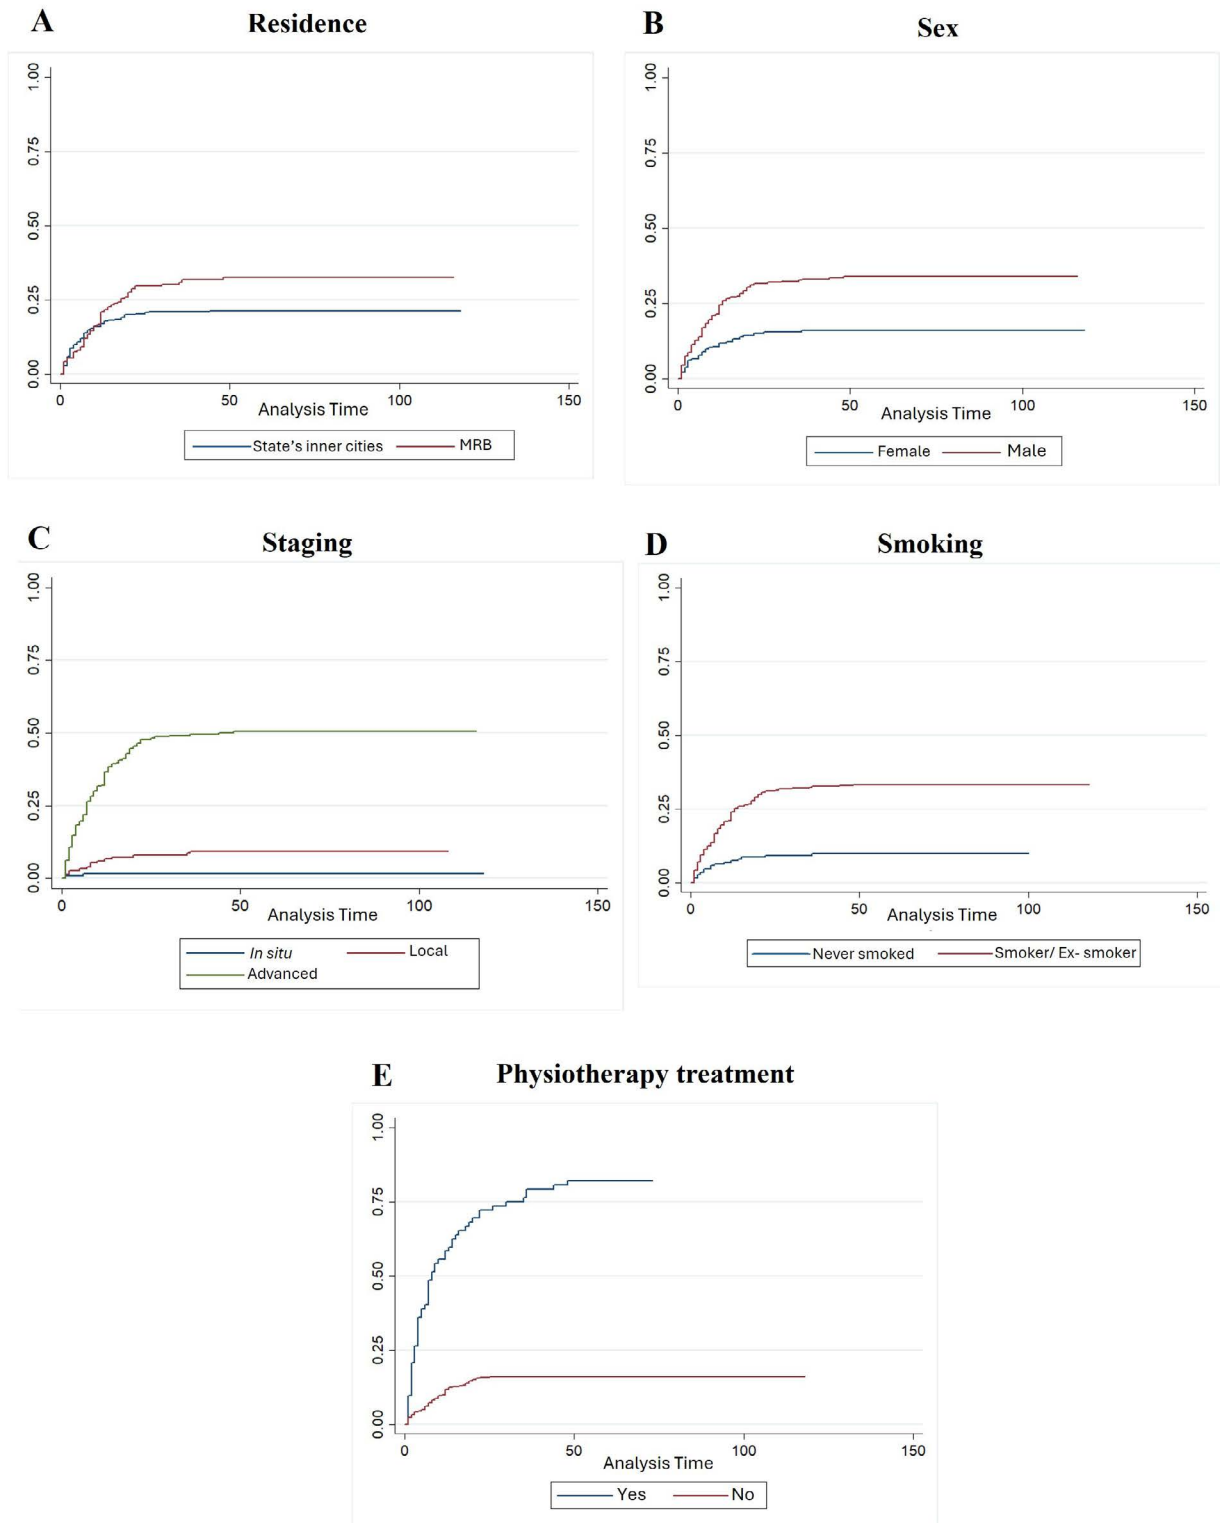 A Residence
1.00
0.75
0.50
0.25
0.00
0 50 100 150
Analysis Time
State's inner cities MRB
B Sex
1.00
0.75
0.50
0.25
0.00
0 50 100 150
Analysis Time
Female Male
C Staging
1.00
0.75
0.50
0.25
0.00
0 50 100 150
Analysis Time
In situ Local
Advanced
D Smoking
1.00
0.75
0.50
0.25
0.00
0 50 100 150
Analysis Time
Never smoked Smoker/ Ex- smoker
E Physiotherapy treatment
1.00
0.75
0.50
0.25
0.00
0 50 100 150
Analysis Time
Yes No